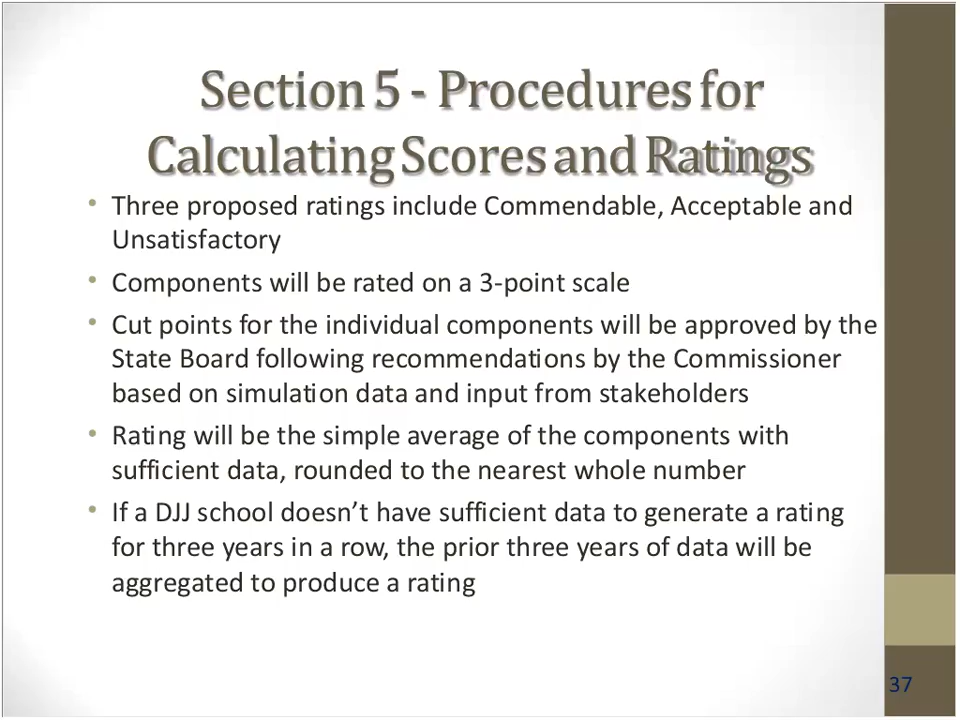 Section 5 - Procedures for
Calculating Scores and Ratings
• Three proposed ratings include Commendable, Acceptable and
Unsatisfactory
• Components will be rated on a 3-point scale
• Cut points for the individual components will be approved by the
State Board following recommendations by the Commissioner
based on simulation data and input from stakeholders
• Rating will be the simple average of the components with
sufficient data, rounded to the nearest whole number
• If a DJJ school doesn’t have sufficient data to generate a rating
for three years in a row, the prior three years of data will be
aggregated to produce a rating
37